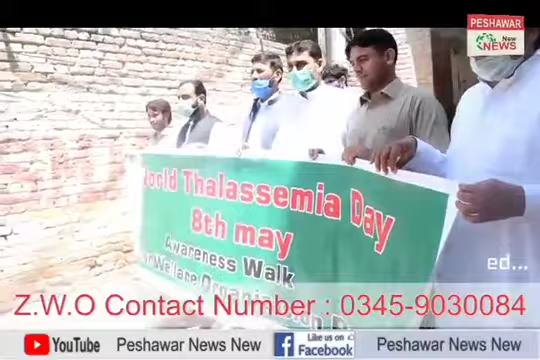 PESHAWAR
New
NEWS
World Thalassemia Day
8th may
Awareness Walk
Welfare
ed...
Z.W.O Contact Number : 0345-9030084
YouTube Peshawar News New
Like us on
Facebook
Peshawar News New